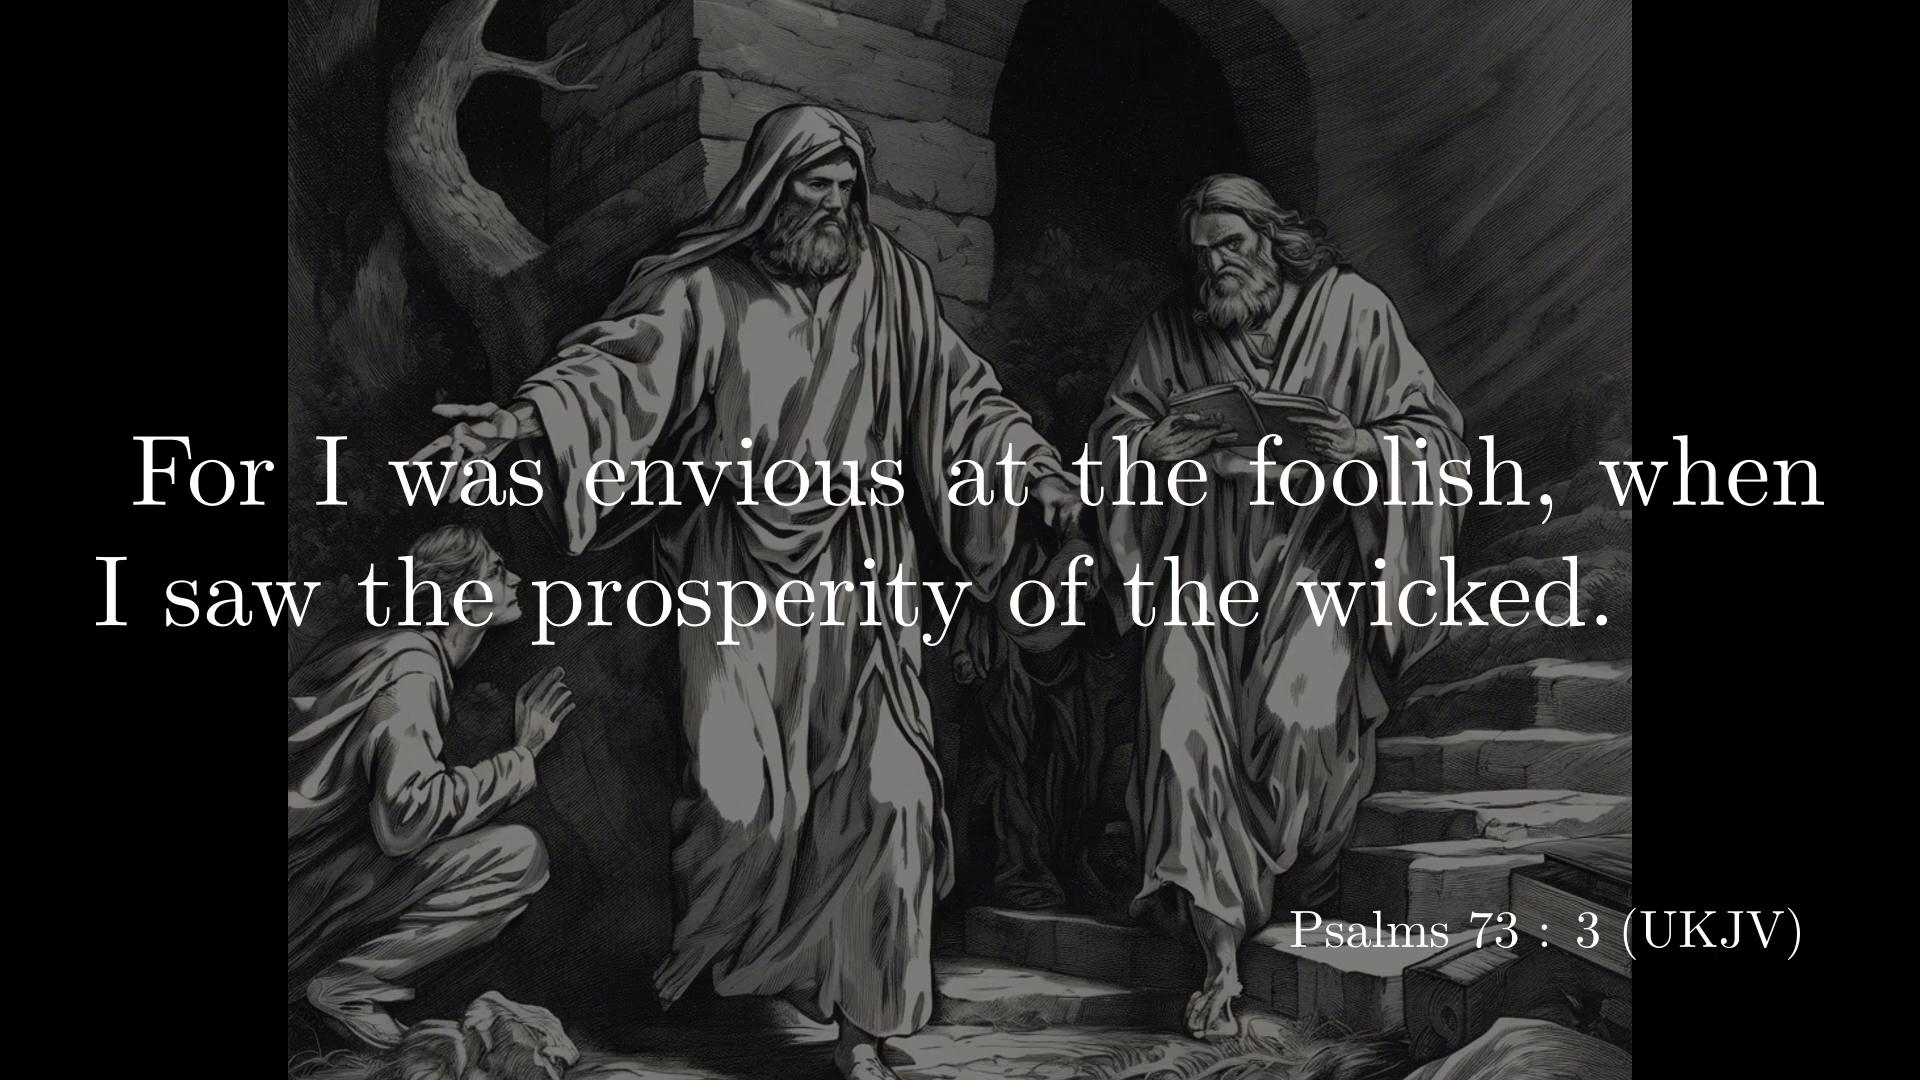 For I was envious at the foolish, when
I saw the prosperity of the wicked.
Psalms 73 : 3 (UKJV)